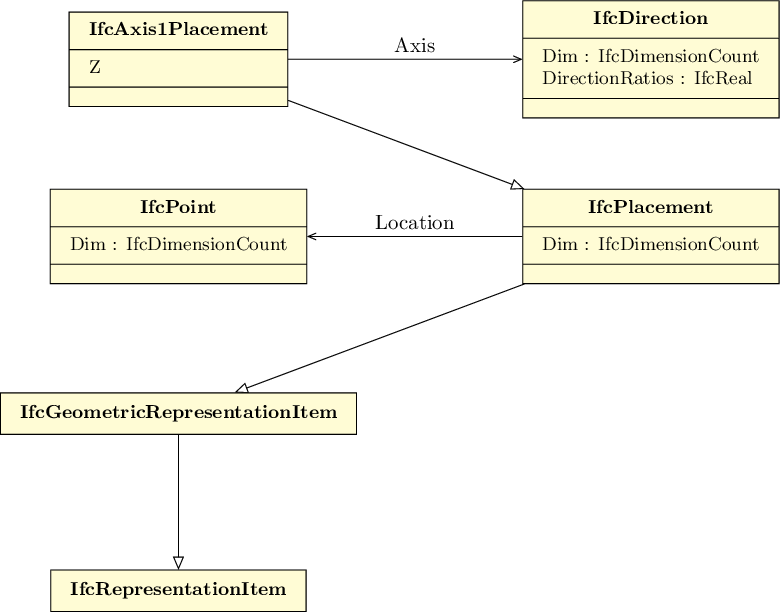 IfcAxis1Placement
Z
Axis
IfcDirection
Dim : IfcDimensionCount
DirectionRatios : IfcReal
IfcPoint
Dim : IfcDimensionCount
Location
IfcPlacement
Dim : IfcDimensionCount
IfcGeometricRepresentationItem
IfcRepresentationItem